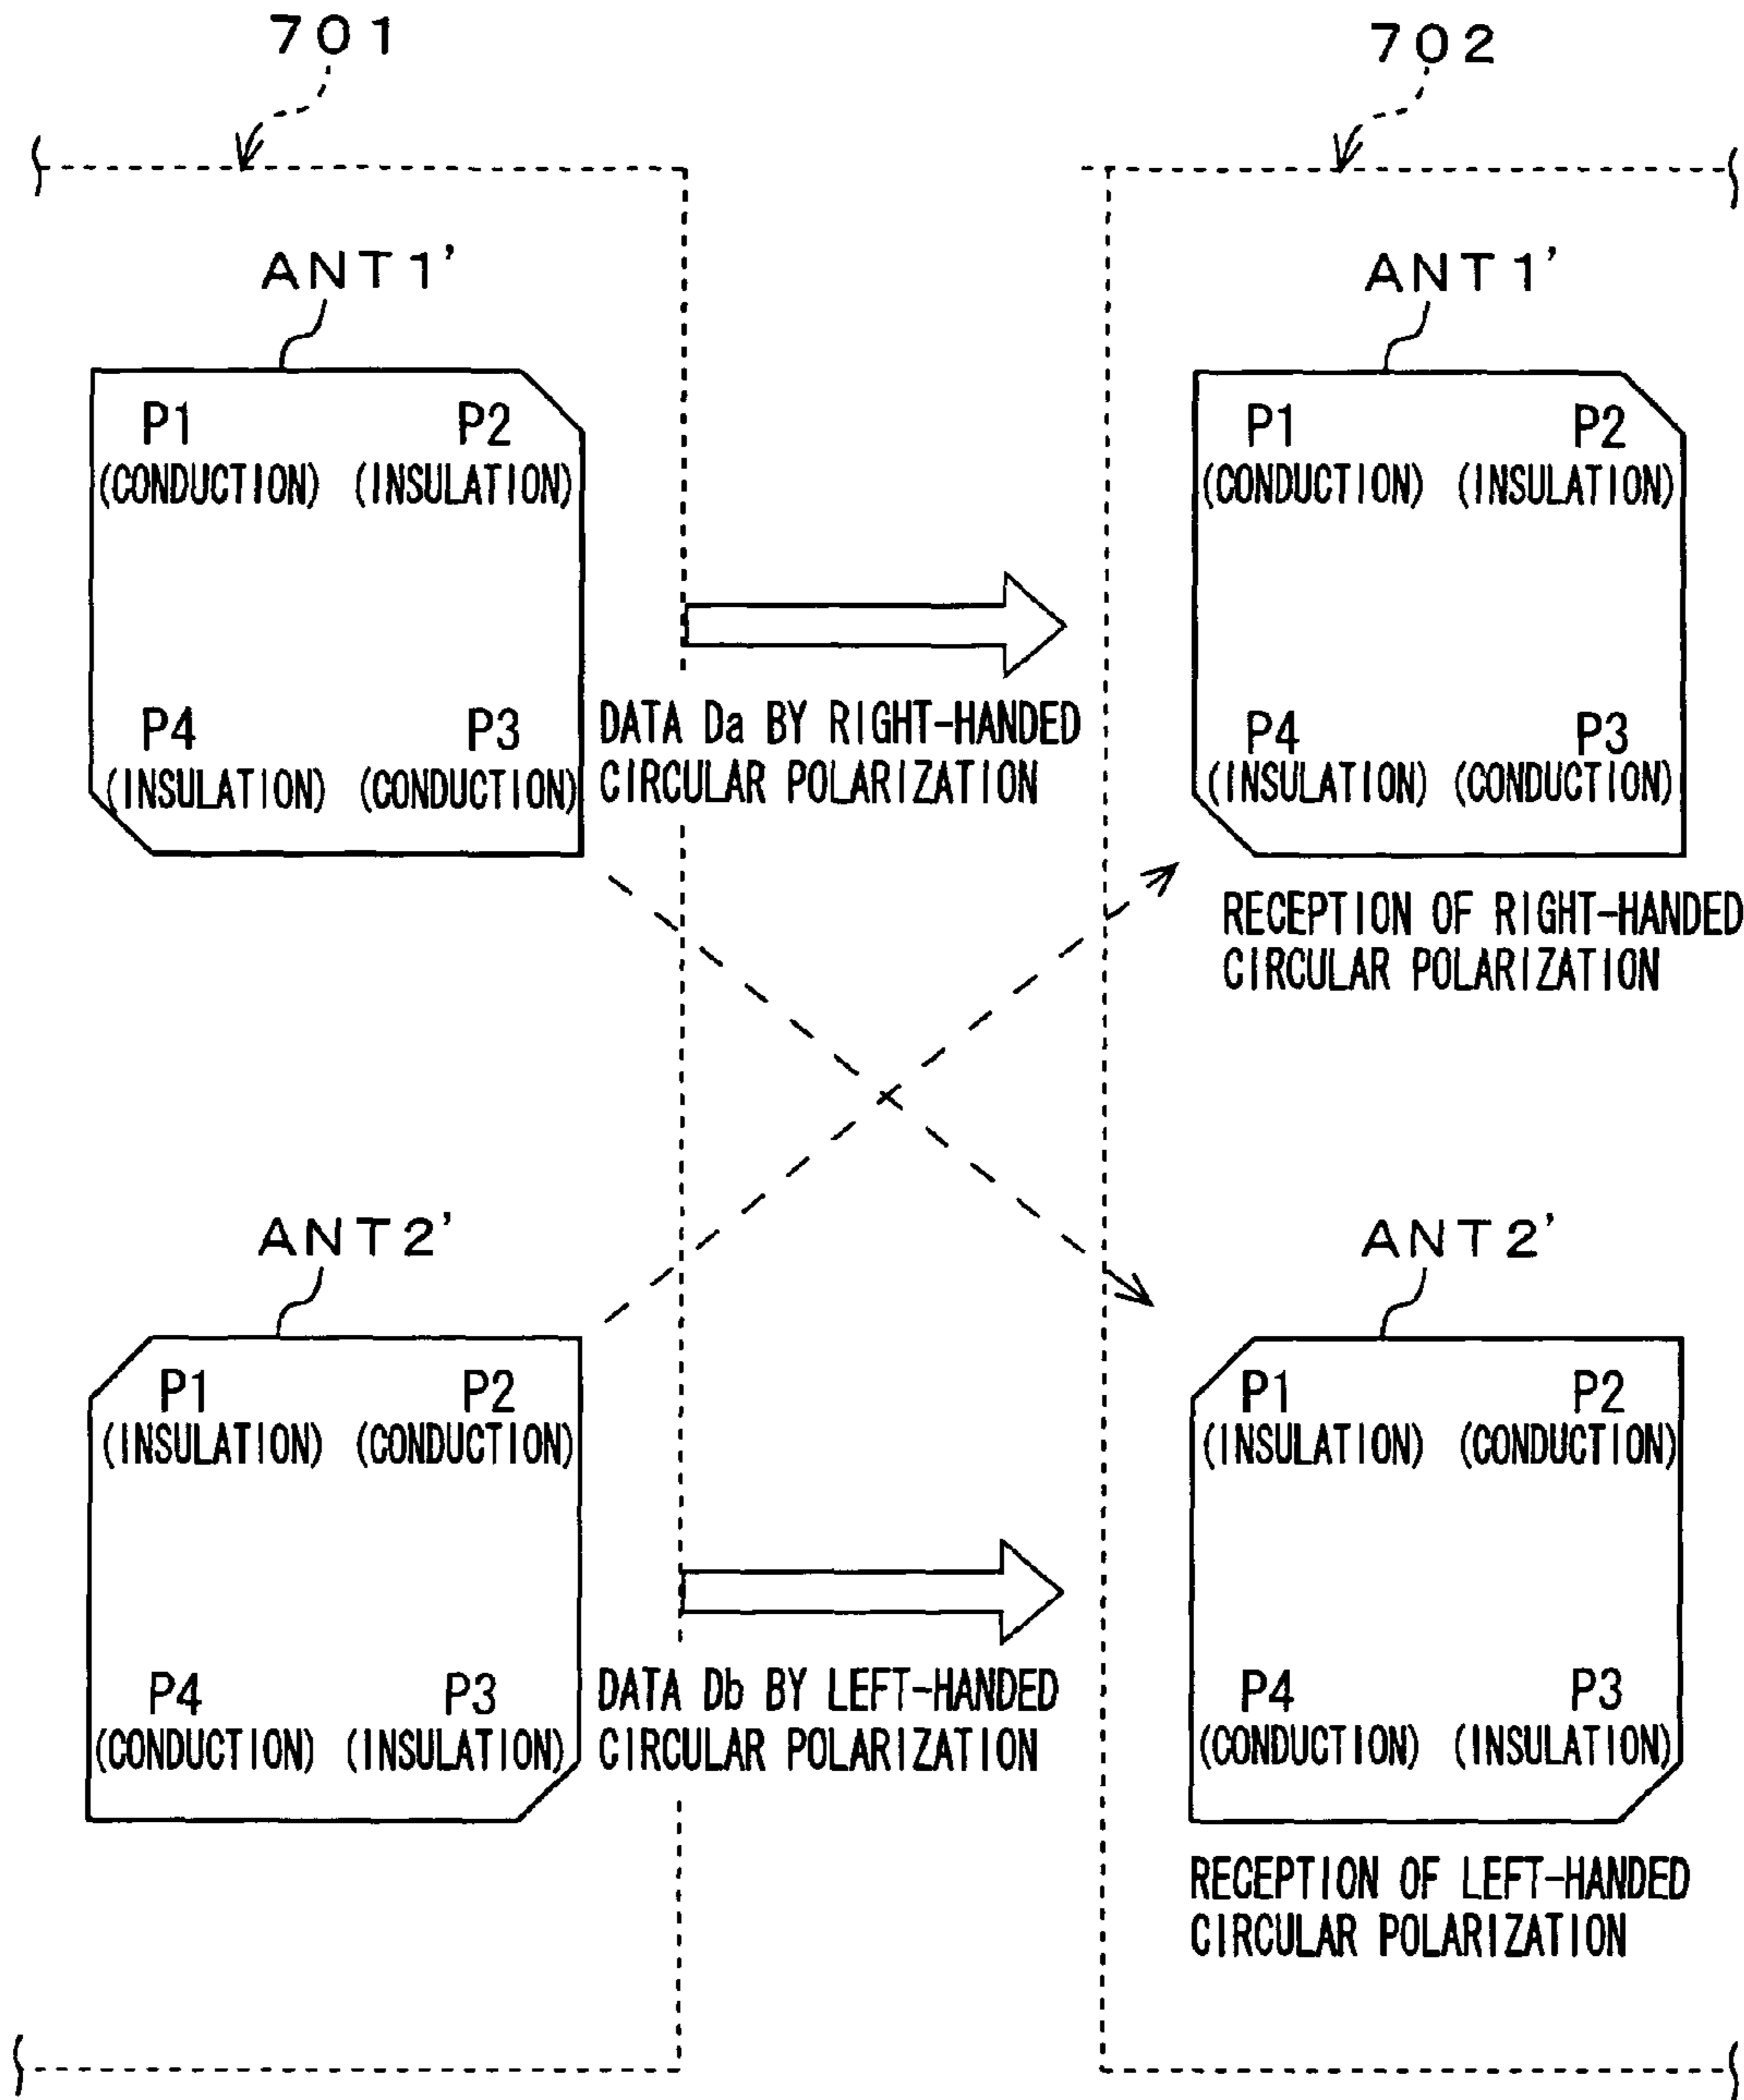 701
702
ANT1'
ANT1'
P1 P2
(CONDUCTION) (INSULATION)
P4 P3
(INSULATION) (CONDUCTION)
DATA Da BY RIGHT-HANDED
CIRCULAR POLARIZATION
P1 P2
(CONDUCTION) (INSULATION)
P4 P3
(INSULATION) (CONDUCTION)
RECEPTION OF RIGHT-HANDED
CIRCULAR POLARIZATION
ANT2'
ANT2'
P1 P2
(INSULATION) (CONDUCTION)
P4 P3
(CONDUCTION) (INSULATION)
DATA Db BY LEFT-HANDED
CIRCULAR POLARIZATION
P1 P2
(INSULATION) (CONDUCTION)
P4 P3
(CONDUCTION) (INSULATION)
RECEPTION OF LEFT-HANDED
CIRCULAR POLARIZATION